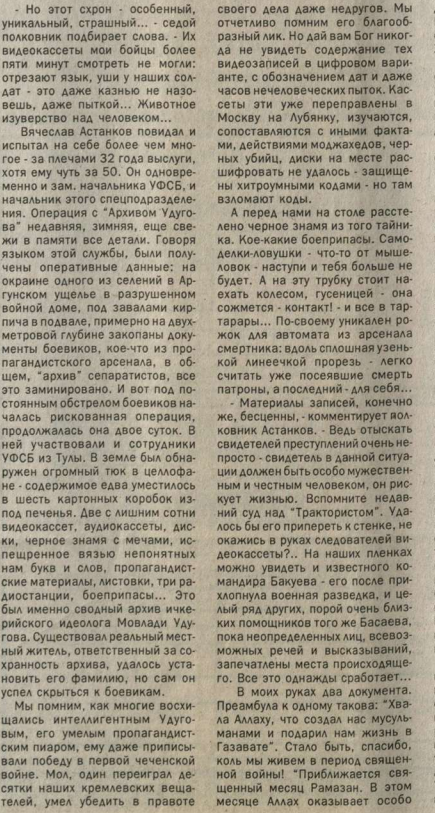 - Но этот схрон - особенный,
уникальный, страшный... - седой
полковник подбирает слова. - Их
видеокассеты мои бойцы более
пяти минут смотреть не могли:
отрезают язык, уши у наших сол-
дат - это даже казнью не назо-
вешь, даже пыткой... Животное
изуверство над человеком...
Вячеслав Астанков повидал и
испытал на себе более чем мно-
гое - за плечами 32 года выслуги,
хотя ему чуть за 50. Он одновре-
менно и зам. начальника УФСБ, и
начальник этого спецподразделе-
ния. Операция с "Архивом Удуго-
ва" недавняя, зимняя, еще све-
жи в памяти все детали. Говоря
языком этой службы, были полу-
чены оперативные данные: на
окраине одного из селений в Ар-
гунском ущелье в разрушенном
войной доме, под завалами кир-
пича в подвале, примерно на двух-
метровой глубине закопаны доку-
менты боевиков, кое-что из про-
пагандистского арсенала, в об-
щем, "архив" сепаратистов, все
это заминировано. И вот под по-
стоянным обстрелом боевиков на-
чалась рискованная операция,
продолжалась она двое суток. В
ней участвовали и сотрудники
УФСБ из Тулы. В земле был обна-
ружен огромный тюк в целлофа-
не - содержимое едва уместилось
в шесть картонных коробок из-
под печенья. Две с лишним сотни
видеокассет, аудиокассеты, дис-
ки, черное знамя с мечами, ис-
пещренное вязью непонятных
нам букв и слов, пропагандист-
ские материалы, листовки, три ра-
диостанции, боеприпасы... Это
был именно сводный архив ичке-
рийского идеолога Мовлади Уду-
гова. Существовал реальный мест-
ный житель, ответственный за со-
хранность архива, удалось уста-
новить его фамилию, но сам он
успел скрыться к боевикам.
Мы помним, как многие восхи-
щались интеллигентным Удуго-
вым, его умелым пропагандист-
ским пиаром, ему даже приписы-
вали победу в первой чеченской
войне. Мол, один переиграл де-
сятки наших кремлевских веща-
телей, умел убедить в правоте
своего дела даже недругов. Мы
отчетливо помним его благооб-
разный лик. Но дай вам Бог никог-
да не увидеть содержание тех
видеозаписей в цифровом вари-
анте, с обозначением дат и даже
часов нечеловеческих пыток. Кас-
сеты эти уже переправлены в
Москву на Лубянку, изучаются,
сопоставляются с иными факта-
ми, действиями моджахедов, чер-
ных убийц, диски на месте рас-
шифровать не удалось - защище-
ны хитроумными кодами - но там
взломают коды.
А перед нами на столе рассте-
лено черное знамя из того тайни-
ка. Кое-какие боеприпасы. Само-
делки-ловушки - что-то от мыше-
ловок - наступи и тебя больше не
будет. А на эту трубку стоит на-
ехать колесом, гусеницей - она
сожмется - контакт! - и все в тар-
тарары... По-своему уникален ро-
жок для автомата из арсенала
смертника: вдоль сплошная узень-
кой линеечкой прорезь - легко
считать уже посеявшие смерть
патроны, а последний - для себя...
- Материалы записей, конечно
же, бесценны, - комментирует яол-
ковник Астанков. - Ведь отыскать
свидетелей преступлений очень не-
просто - свидетель в данной ситуа-
ции должен быть особо мужествен-
ным и честным человеком, он рис-
кует жизнью. Вспомните недав-
ний суд над "Трактористом". Уда-
лось бы его припереть к стенке, не
окажись в руках следователей ви-
деокассеты?.. На наших пленках
можно увидеть и известного ко-
мандира Бакуева - его после при-
хлопнула военная разведка, и це-
лый ряд других, порой очень близ-
ких помощников того же Басаева,
пока неопределенных лиц, всевоз-
можных речей и высказываний,
запечатлены места происходяще-
го. Все это однажды сработает...
В моих руках два документа.
Преамбула к одному такова: "Хва-
ла Аллаху, что создал нас мусуль-
манами и подарил нам жизнь в
Газавате". Стало быть, спасибо,
коль мы живем в период священ-
ной войны! "Приближается свя-
щенный месяц Рамазан. В этом
месяце Аллах оказывает особо